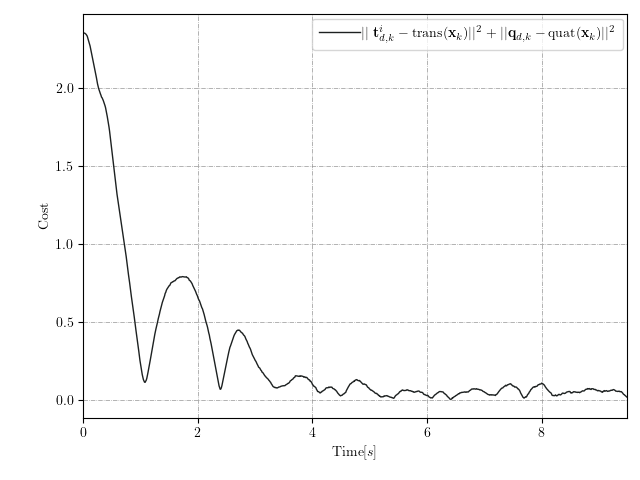 || t^i_{d,k} − trans(x_k)||^2 + ||q_{d,k} − quat(x_k)||^2
2.0
1.5
1.0
0.5
0.0
Cost
0 2 4 6 8
Time[s]